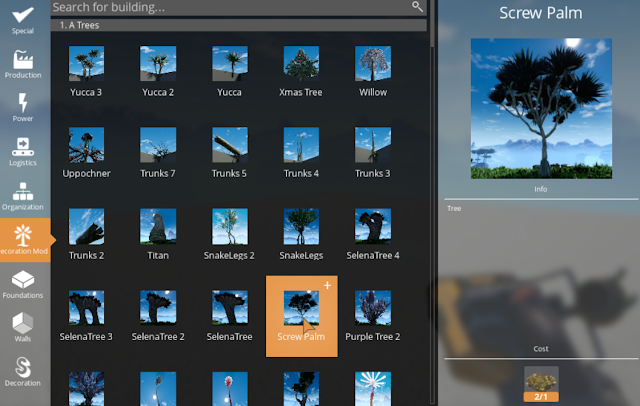 Special
Production
Power
Logistics
Organization
ecoration Mod
Foundations
Walls
Decoration
Search for building...
1. A Trees
Yucca 3 Yucca 2 Yucca Xmas Tree Willow
Uppochner Trunks 7 Trunks 5 Trunks 4 Trunks 3
Trunks 2 Titan SnakeLegs 2 SnakeLegs SelenaTree 4
SelenaTree 3 SelenaTree 2 SelenaTree Screw Palm Purple Tree 2
Screw Palm
Info
Tree
Cost
2/1